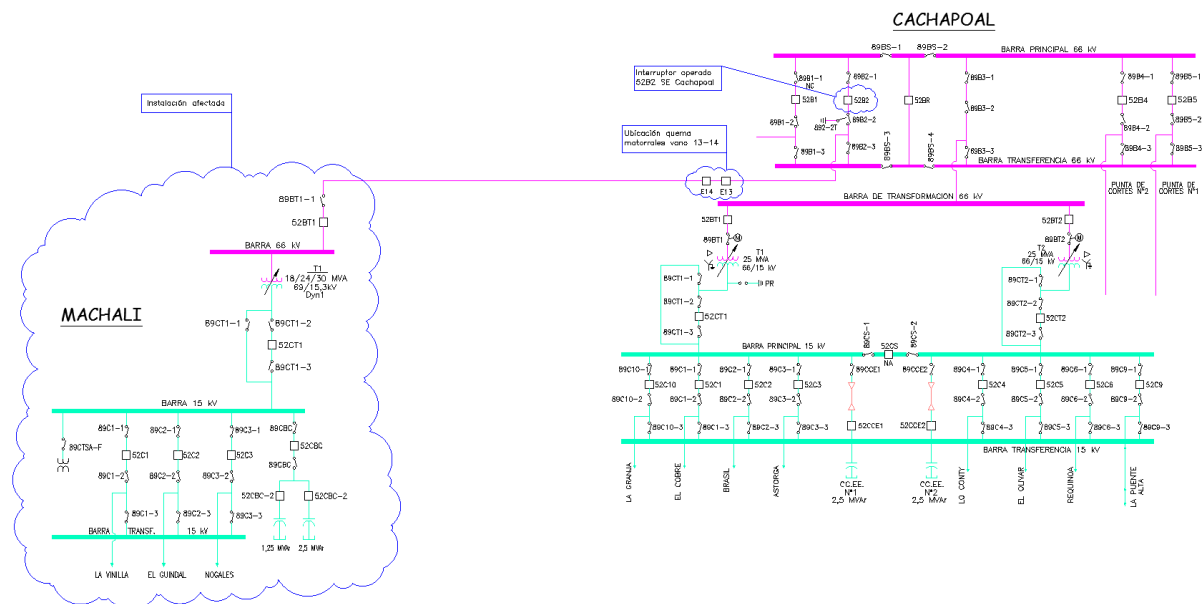 CACHAPOAL
89BS-1
89BS-2
BARRA PRINCIPAL 66 kV
Interruptor operado
52B2 SE Cachapoal
89B1-1
NC
89B2-1
89B3-1
89B4-1
89B5-1
Instalación afectada
52B1
52B2
52BR
52B4
52B5
89B3-2
89B1-2
89B2-2
89B4-2
89B5-2
Ubicación quema
matorrales vano 13-14
89B1-3
89B2-3
89BS-3
89BS-4
89B3-3
89B4-3
89B5-3
BARRA TRANSFERENCIA 66 kV
E14
E13
PUNTA DE
CORTES N°2
PUNTA DE
CORTES N°1
89BT1-1
BARRA DE TRANSFORMACIÓN 66 kV
52BT1
52BT1
52BT2
89BT1
M
89BT2
M
BARRA 66 kV
T1
25 MVA
66/15 kV
T2
25 MVA
66/15 kV
T1
18/24/30 MVA
69/15,3kV
Dyn1
89CT1-1
PR
89CT2-1
MACHALI
89CT1-2
89CT2-2
89CT1-1
89CT1-2
52CT1
52CT2
52CT1
89CT1-3
89CT2-3
89CT1-3
BARRA PRINCIPAL 15 kV
89CS-1
52CS
NA
89CS-2
89C10-1
89C1-1
89C2-1
89C3-1
89CCE1
89CCE2
89C4-1
89C5-1
89C6-1
89C9-1
52C10
52C1
52C2
52C3
52C4
52C5
52C6
52C9
89C10-2
89C1-2
89C2-2
89C3-2
89C4-2
89C5-2
89C6-2
89C9-2
BARRA 15 kV
89C10-3
89C1-3
89C2-3
89C3-3
52CCE1
52CCE2
89C4-3
89C5-3
89C6-3
89C9-3
BARRA TRANSFERENCIA 15 kV
89C1-1
89C2-1
89C3-1
89CBC
89CTSA-F
52C1
52C2
52C3
52CBC
89C1-2
89C2-2
89C3-2
89CBC
LA GRANJA
EL COBRE
BRASIL
ASTORGA
CC.EE.
N°1
2,5 MVAr
CC.EE.
N°2
2,5 MVAr
LO CONTY
EL OLIVAR
REQUINOA
LA PUENTE
ALTA
52CBC-2
52CBC-2
89C1-3
89C2-3
89C3-3
BARRA TRANSF. 15 kV
1,25 MVAr
2,5 MVAr
LA VINILLA
EL GUINDAL
NOGALES